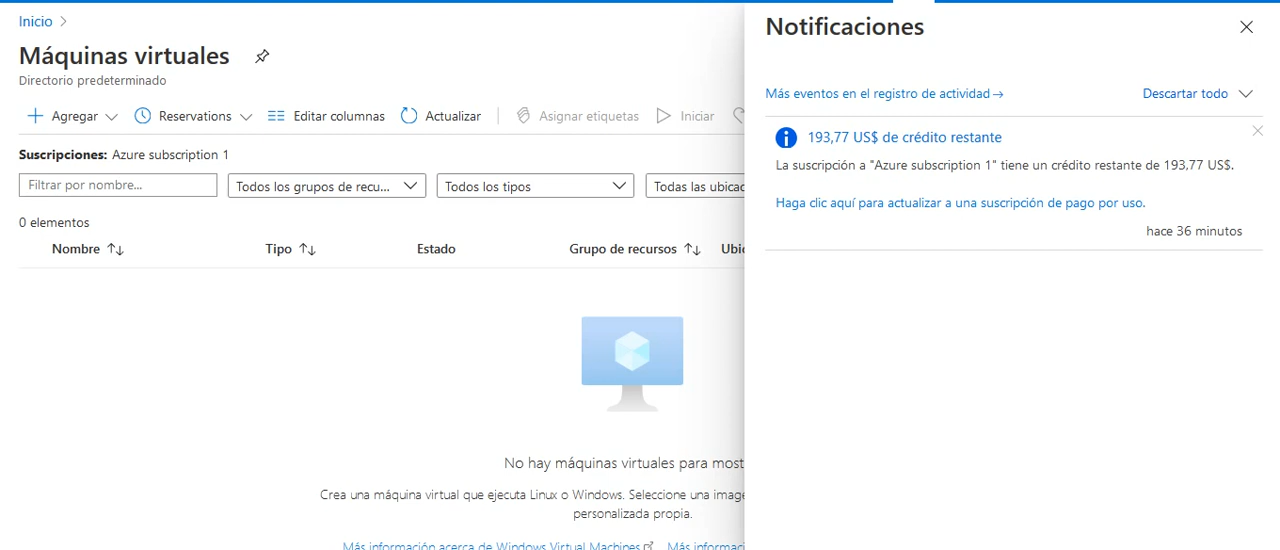 Inicio
Máquinas virtuales
Directorio predeterminado
Agregar Reservations Editar columnas Actualizar Asignar etiquetas Iniciar
Suscripciones: Azure subscription 1
Filtrar por nombre... Todos los grupos de recu... Todos los tipos Todas las ubicac
0 elementos
Nombre Tipo Estado Grupo de recursos Ubic
No hay máquinas virtuales para most
Crea una máquina virtual que ejecuta Linux o Windows. Seleccione una image
personalizada propia.
Más información acerca de Windows Virtual Machines Más informaci
Notificaciones
Más eventos en el registro de actividad → Descartar todo
193,77 US$ de crédito restante
La suscripción a "Azure subscription 1" tiene un crédito restante de 193,77 US$.
Haga clic aquí para actualizar a una suscripción de pago por uso.
hace 36 minutos